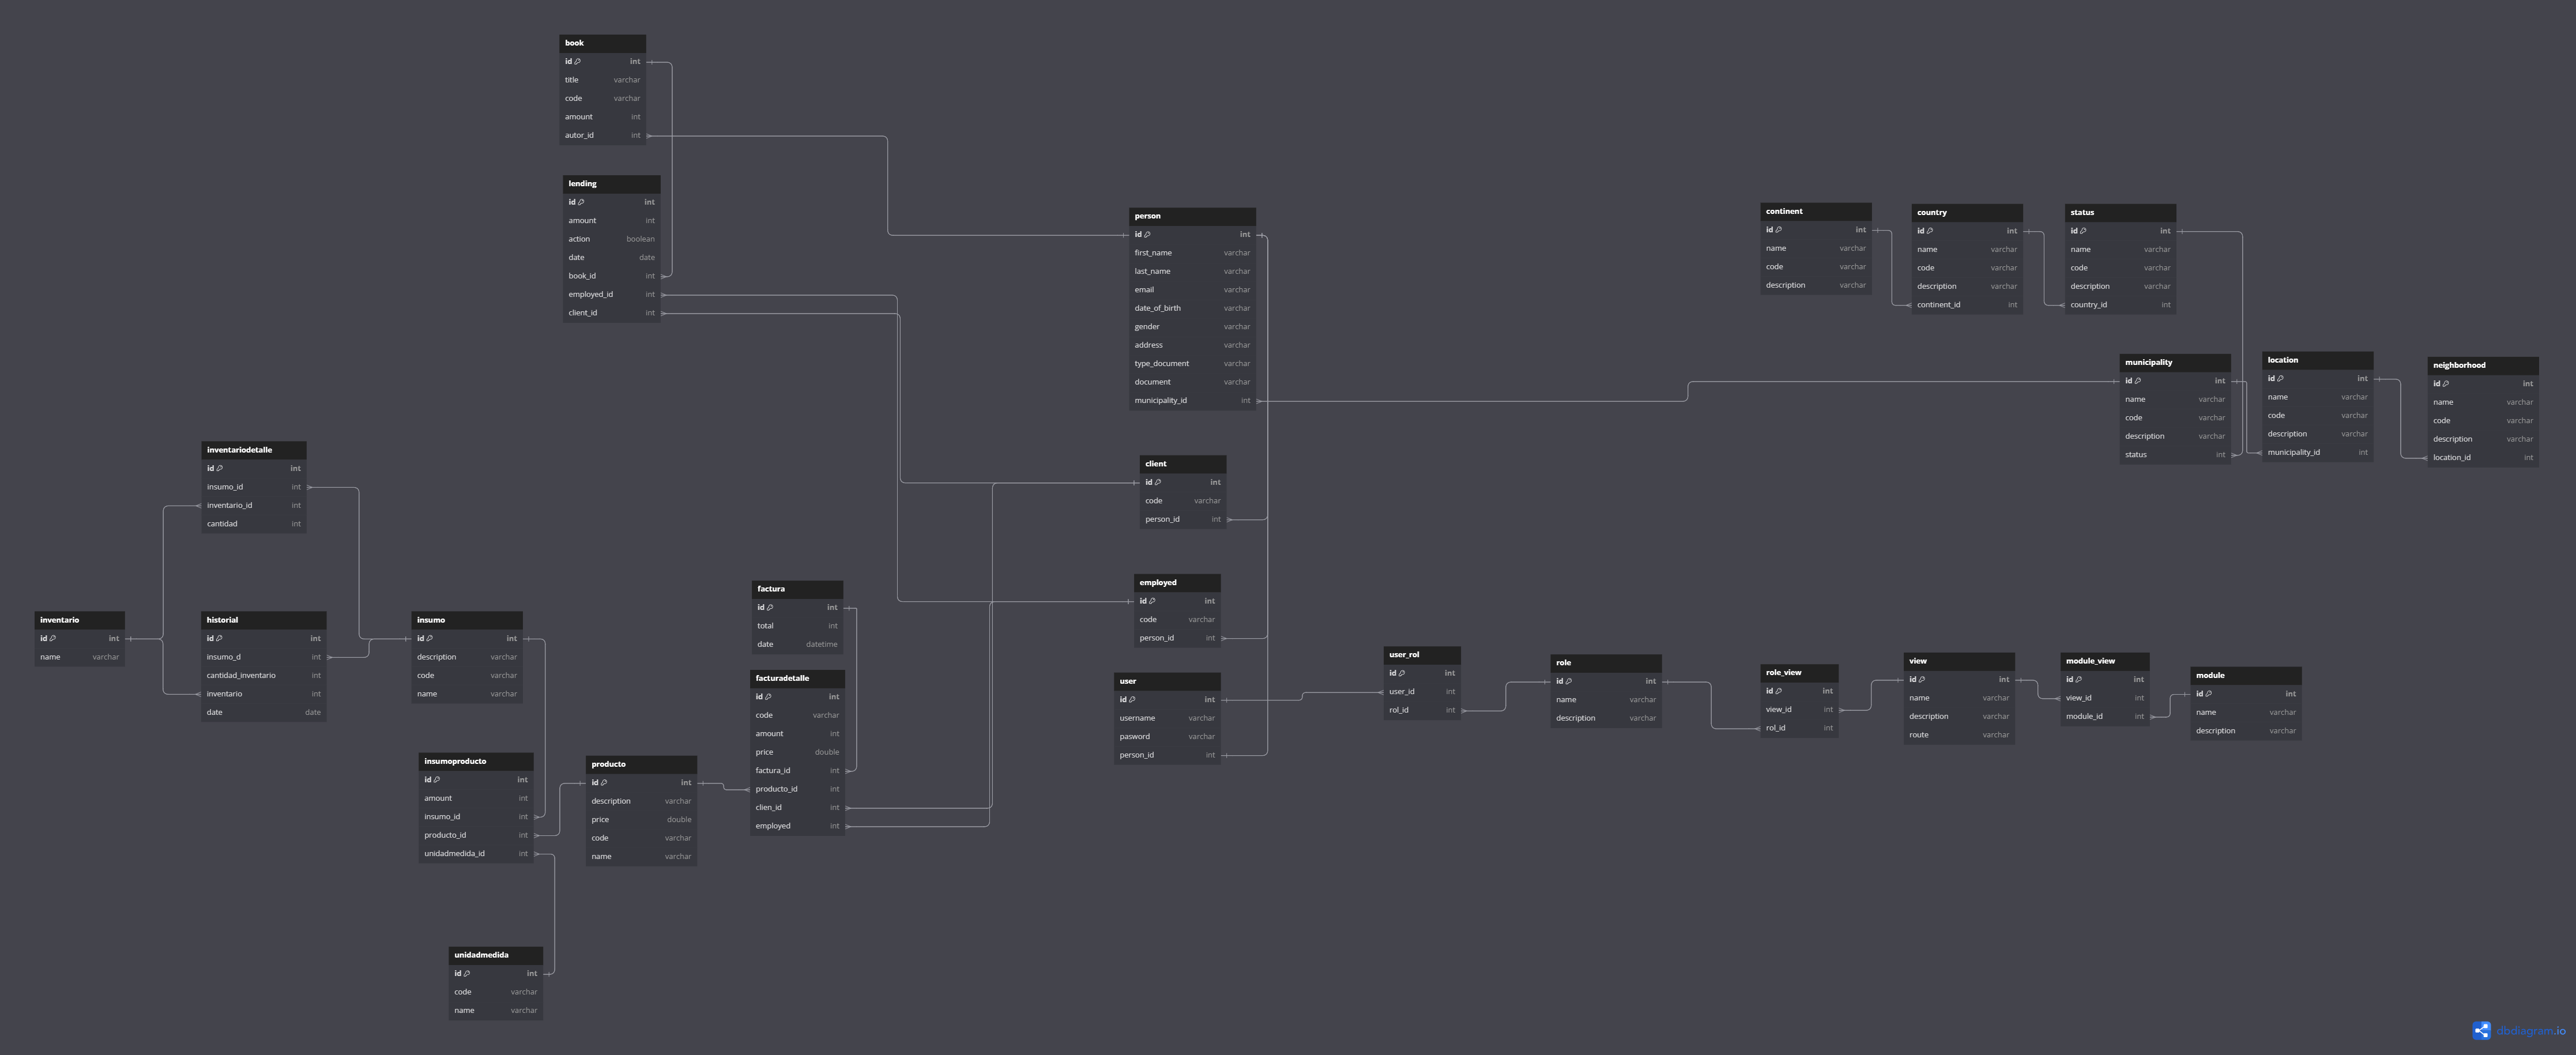 book
id int
title varchar
code varchar
amount int
autor_id int
lending
id int
amount int
action boolean
date date
book_id int
employed_id int
client_id int
person
id int
first_name varchar
last_name varchar
email varchar
date_of_birth varchar
gender varchar
address varchar
type_document varchar
document varchar
municipality_id int
continent
id int
name varchar
code varchar
description varchar
country
id int
name varchar
code varchar
description varchar
continent_id int
status
id int
name varchar
code varchar
description varchar
country_id int
municipality
id int
name varchar
code varchar
description varchar
status int
location
id int
name varchar
code varchar
description varchar
municipality_id int
neighborhood
id int
name varchar
code varchar
description varchar
location_id int
inventariodetalle
id int
insumo_id int
inventario_id int
cantidad int
client
id int
code varchar
person_id int
employed
id int
code varchar
person_id int
inventario
id int
name varchar
historial
id int
insumo_d int
cantidad_inventario int
inventario int
date date
insumo
id int
description varchar
code varchar
name varchar
factura
id int
total int
date datetime
facturadetalle
id int
code varchar
amount int
price double
factura_id int
producto_id int
clien_id int
employed int
user
id int
username varchar
pasword varchar
person_id int
user_rol
id int
user_id int
rol_id int
role
id int
name varchar
description varchar
role_view
id int
view_id int
rol_id int
view
id int
name varchar
description varchar
route varchar
module_view
id int
view_id int
module_id int
module
id int
name varchar
description varchar
insumoproducto
id int
amount int
insumo_id int
producto_id int
unidadmedida_id int
producto
id int
description varchar
price double
code varchar
name varchar
unidadmedida
id int
code varchar
name varchar
dbdiagram.io